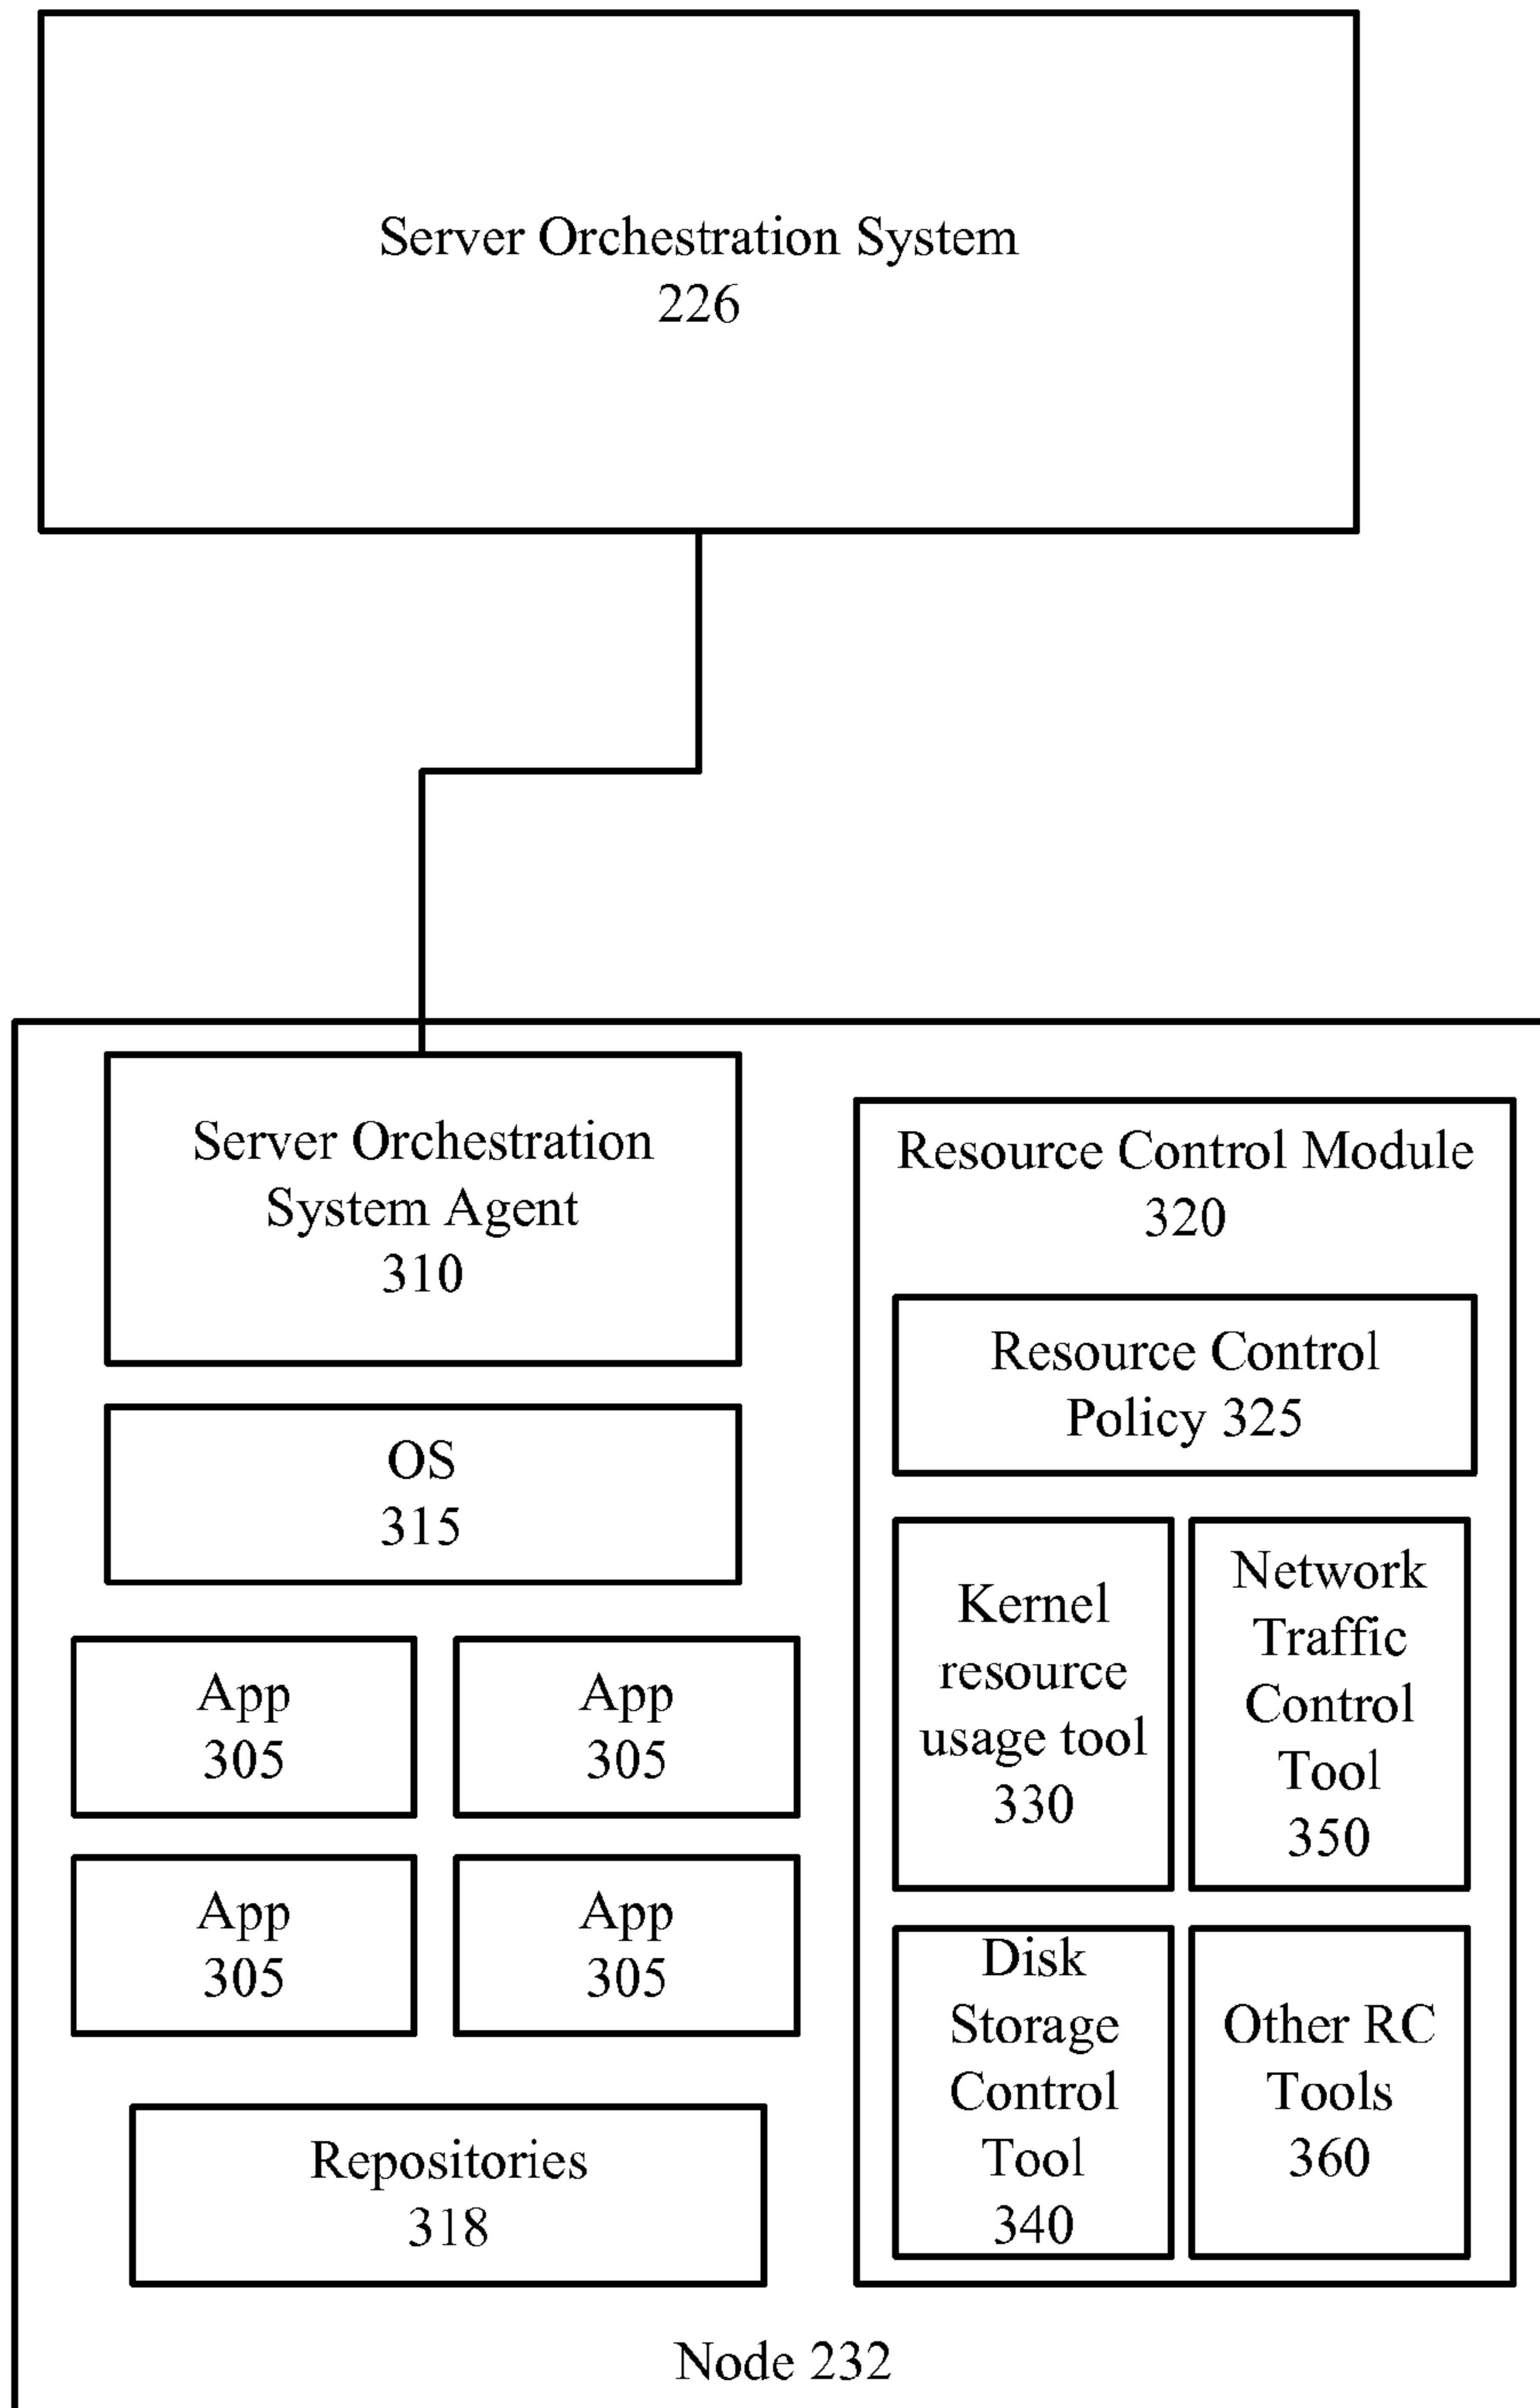 Server Orchestration System
226
Server Orchestration
System Agent
310
OS
315
App
305
App
305
App
305
App
305
Repositories
318
Resource Control Module
320
Resource Control
Policy 325
Kernel
resource
usage tool
330
Network
Traffic
Control
Tool
350
Disk
Storage
Control
Tool
340
Other RC
Tools
360
Node 232